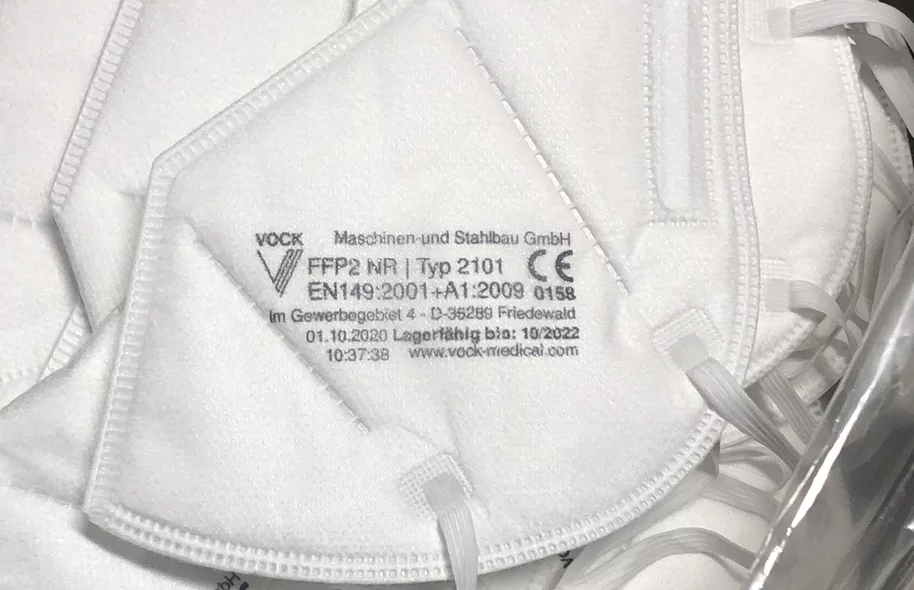 VOCK Maschinen-und Stahlbau GmbH
FFP2 NR | Typ 2101 CE
EN149:2001+A1:2009 0158
Im Gewerbegebiet 4 - D-36289 Friedewald
01.10.2020 Lagerfähig bis: 10/2022
10:37:38 www.vock-medical.com